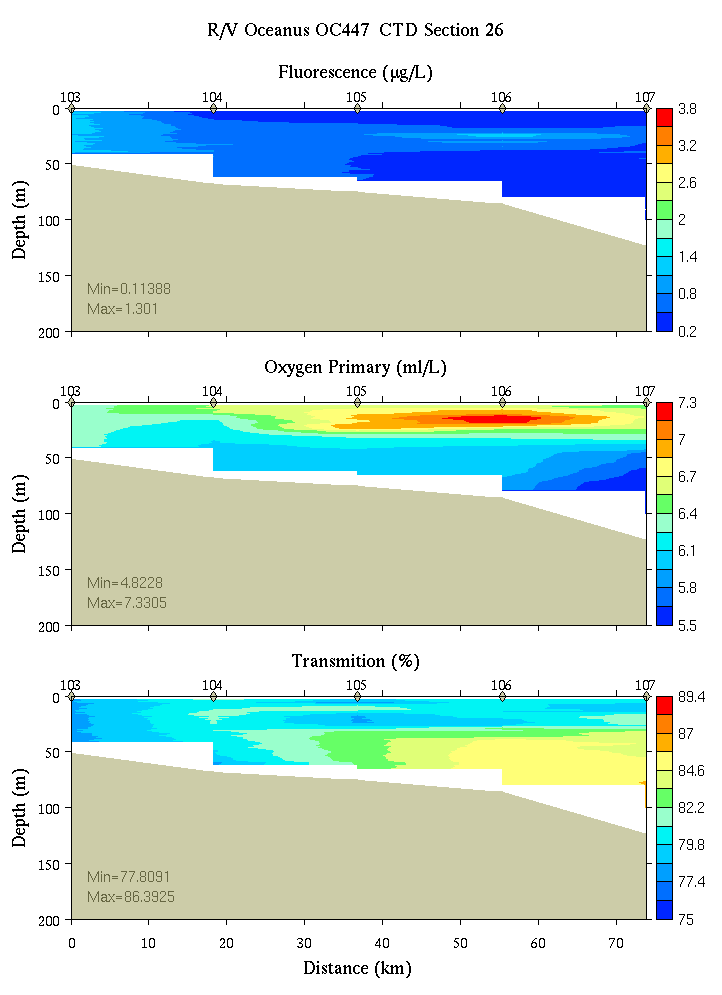 R/V Oceanus OC447 CTD Section 26
Fluorescence (µg/L)
103 104 105 106 107
0
50
100
150
200
Depth (m)
Min=0.11388
Max=1.301
3.8
3.2
2.6
2
1.4
0.8
0.2
Oxygen Primary (ml/L)
103 104 105 106 107
0
50
100
150
200
Depth (m)
Min=4.8228
Max=7.3305
7.3
7
6.7
6.4
6.1
5.8
5.5
Transmition (%)
103 104 105 106 107
0
50
100
150
200
Depth (m)
Min=77.8091
Max=86.3925
89.4
87
84.6
82.2
79.8
77.4
75
0 10 20 30 40 50 60 70
Distance (km)